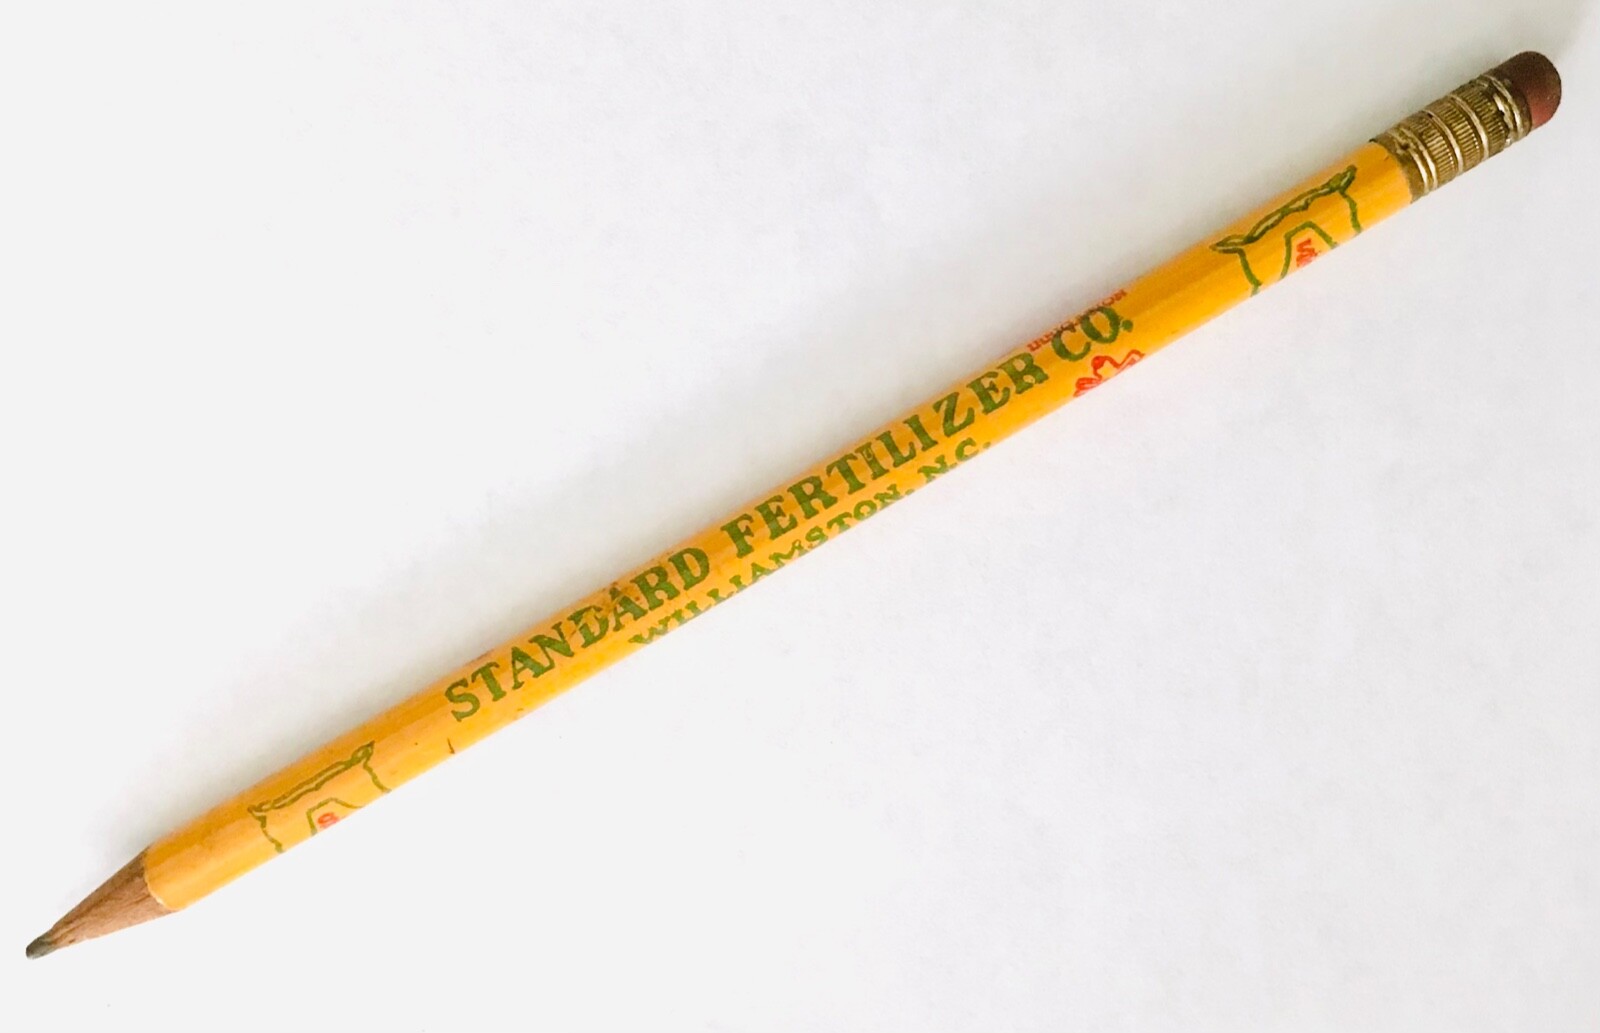 STANDARD FERTILIZER CO.
WILLIAMSTON, N.C.